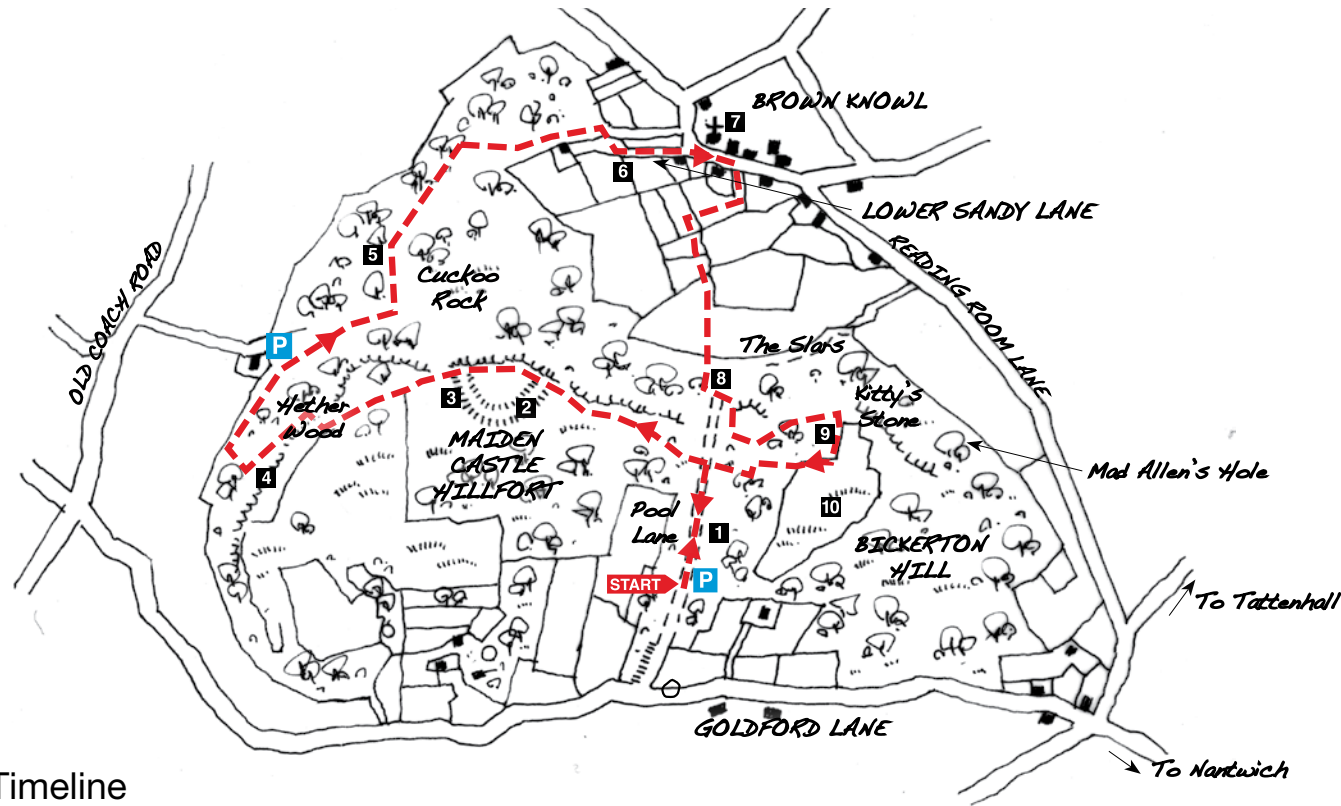 BROWN KNOWL
7
6
LOWER SANDY LANE
5
OLD COACH ROAD
CUCKOO
ROCK
READING ROOM LANE
P
The Slars
8
Kitty's
Stone
3
2
Hether
Wood
9
MAIDEN
CASTLE
HILLFORT
4
Mad Allen's Hole
10
Pool
Lane
1
BICKERTON
HILL
START
P
To Tattenhall
GOLDFORD LANE
To Nantwich
Timeline